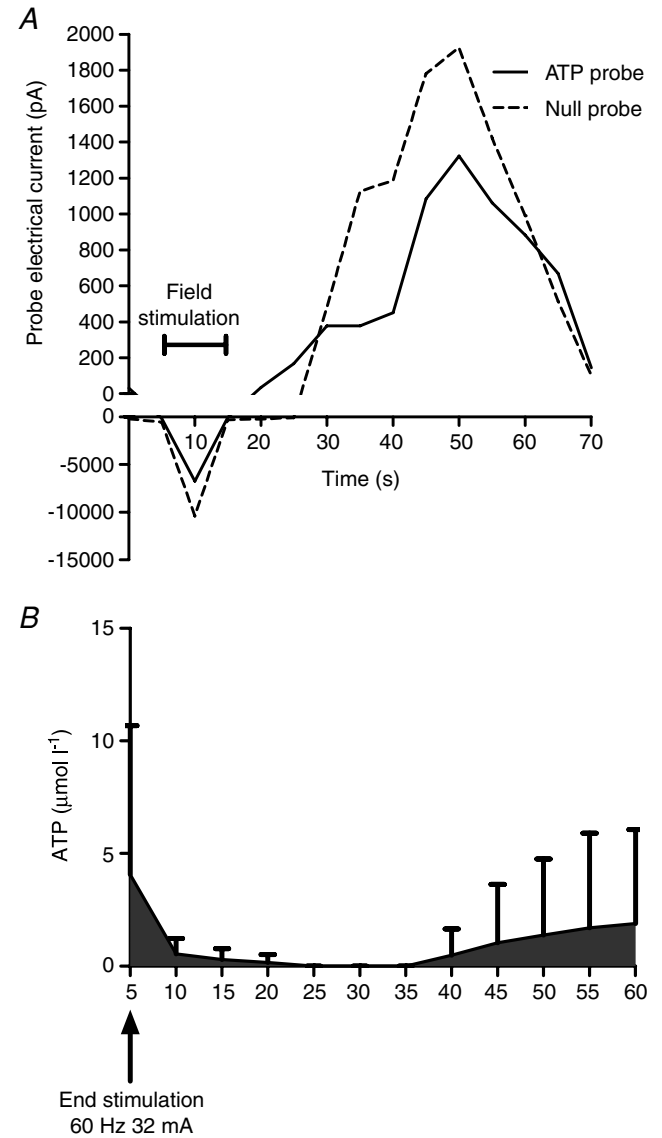 A
Probe electrical current (pA)
2000
1800
1600
1400
1200
1000
800
600
400
200
0
ATP probe
Null probe
Field
stimulation
0
-5000
-10000
-15000
10 20 30 40 50 60 70
Time (s)
B
ATP (μmol l-1)
15
10
5
0
5 10 15 20 25 30 35 40 45 50 55 60
End stimulation
60 Hz 32 mA